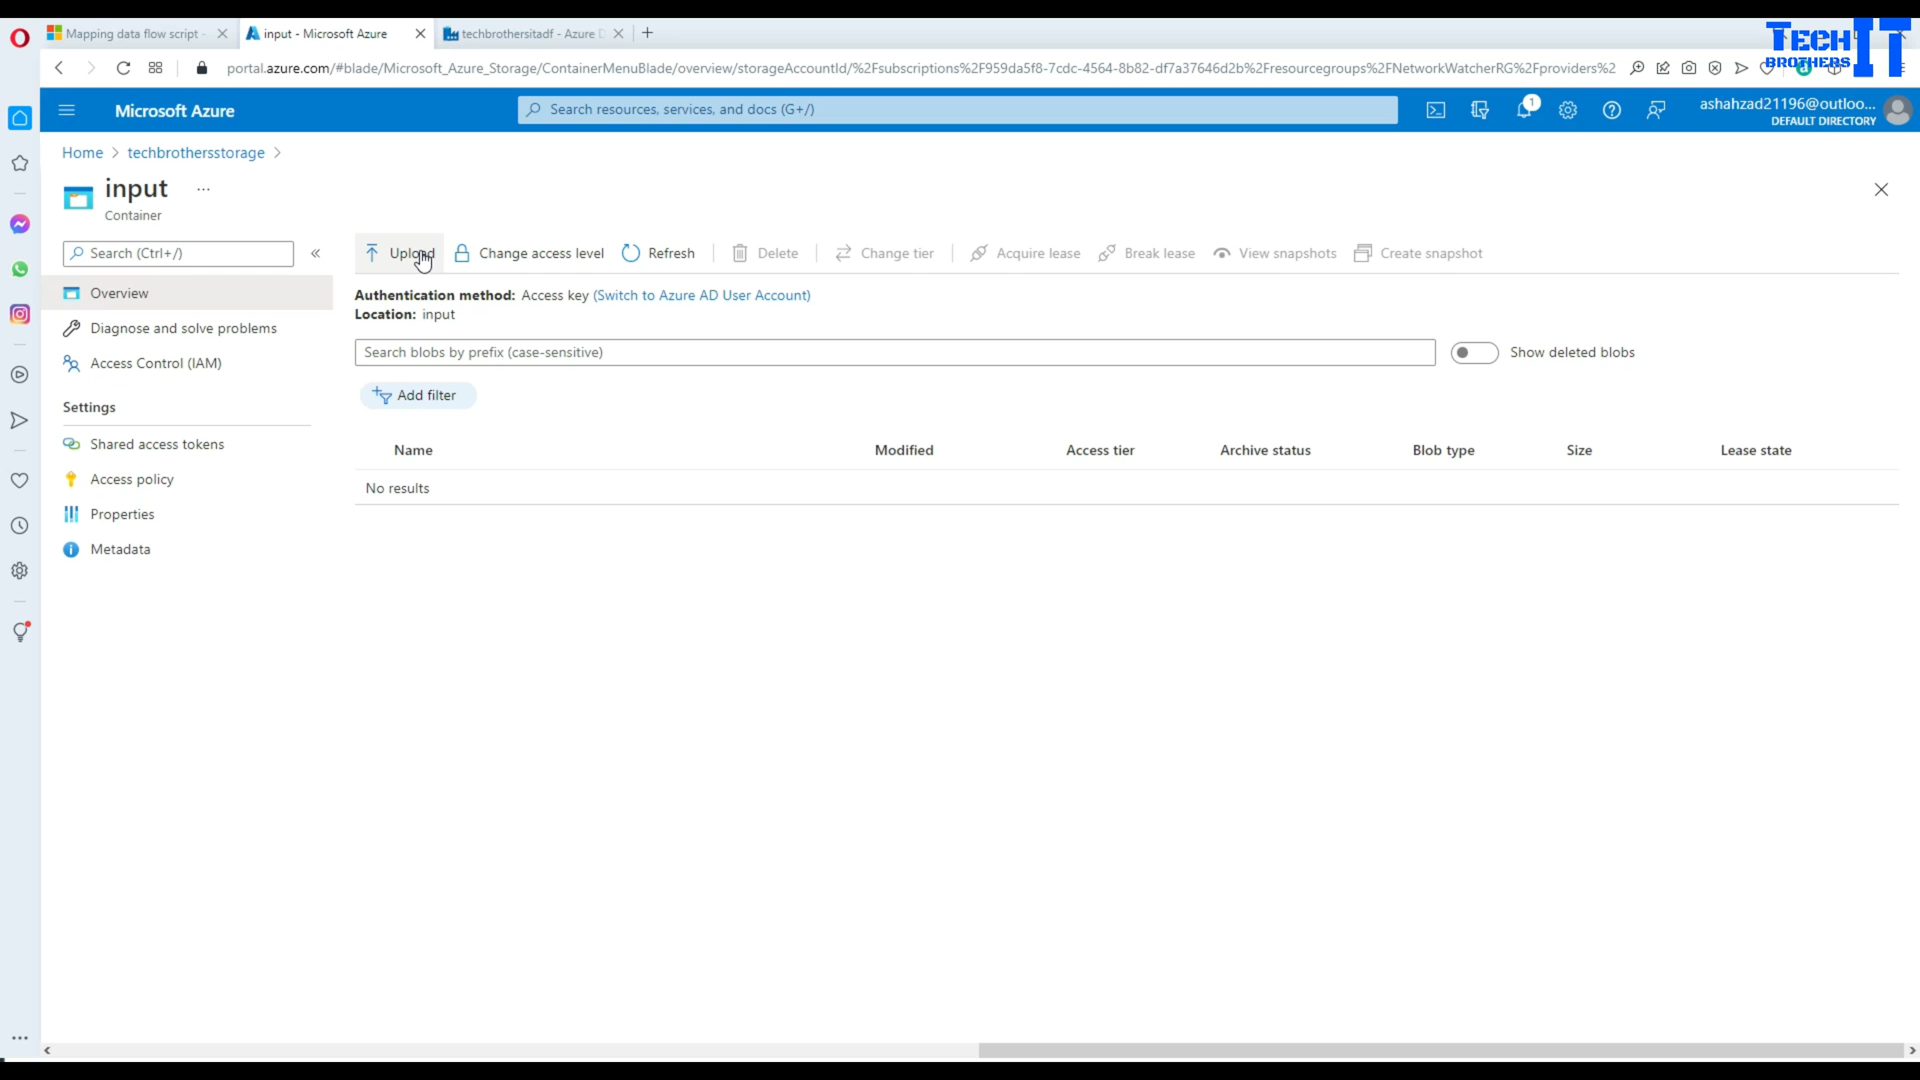 Mapping data flow script -
input - Microsoft Azure
techbrothersitadf - Azure D
TECH IT
BROTHERS
portal.azure.com/#blade/Microsoft_Azure_Storage/ContainerMenuBlade/overview/storageAccountId/%2Fsubscriptions%2F959da5f8-7cdc-4564-8b82-df7a37646d2b%2Fresourcegroups%2FNetworkWatcherRG%2Fproviders%2
Microsoft Azure
Search resources, services, and docs (G+/)
1
ashahzad21196@outloo...
DEFAULT DIRECTORY
Home > techbrothersstorage >
input
...
Container
Search (Ctrl+/)
«
Upload
Change access level
Refresh
Delete
Change tier
Acquire lease
Break lease
View snapshots
Create snapshot
Overview
Diagnose and solve problems
Access Control (IAM)
Settings
Shared access tokens
Access policy
Properties
Metadata
Authentication method: Access key (Switch to Azure AD User Account)
Location: input
Search blobs by prefix (case-sensitive)
Show deleted blobs
Add filter
Name Modified Access tier Archive status Blob type Size Lease state
No results